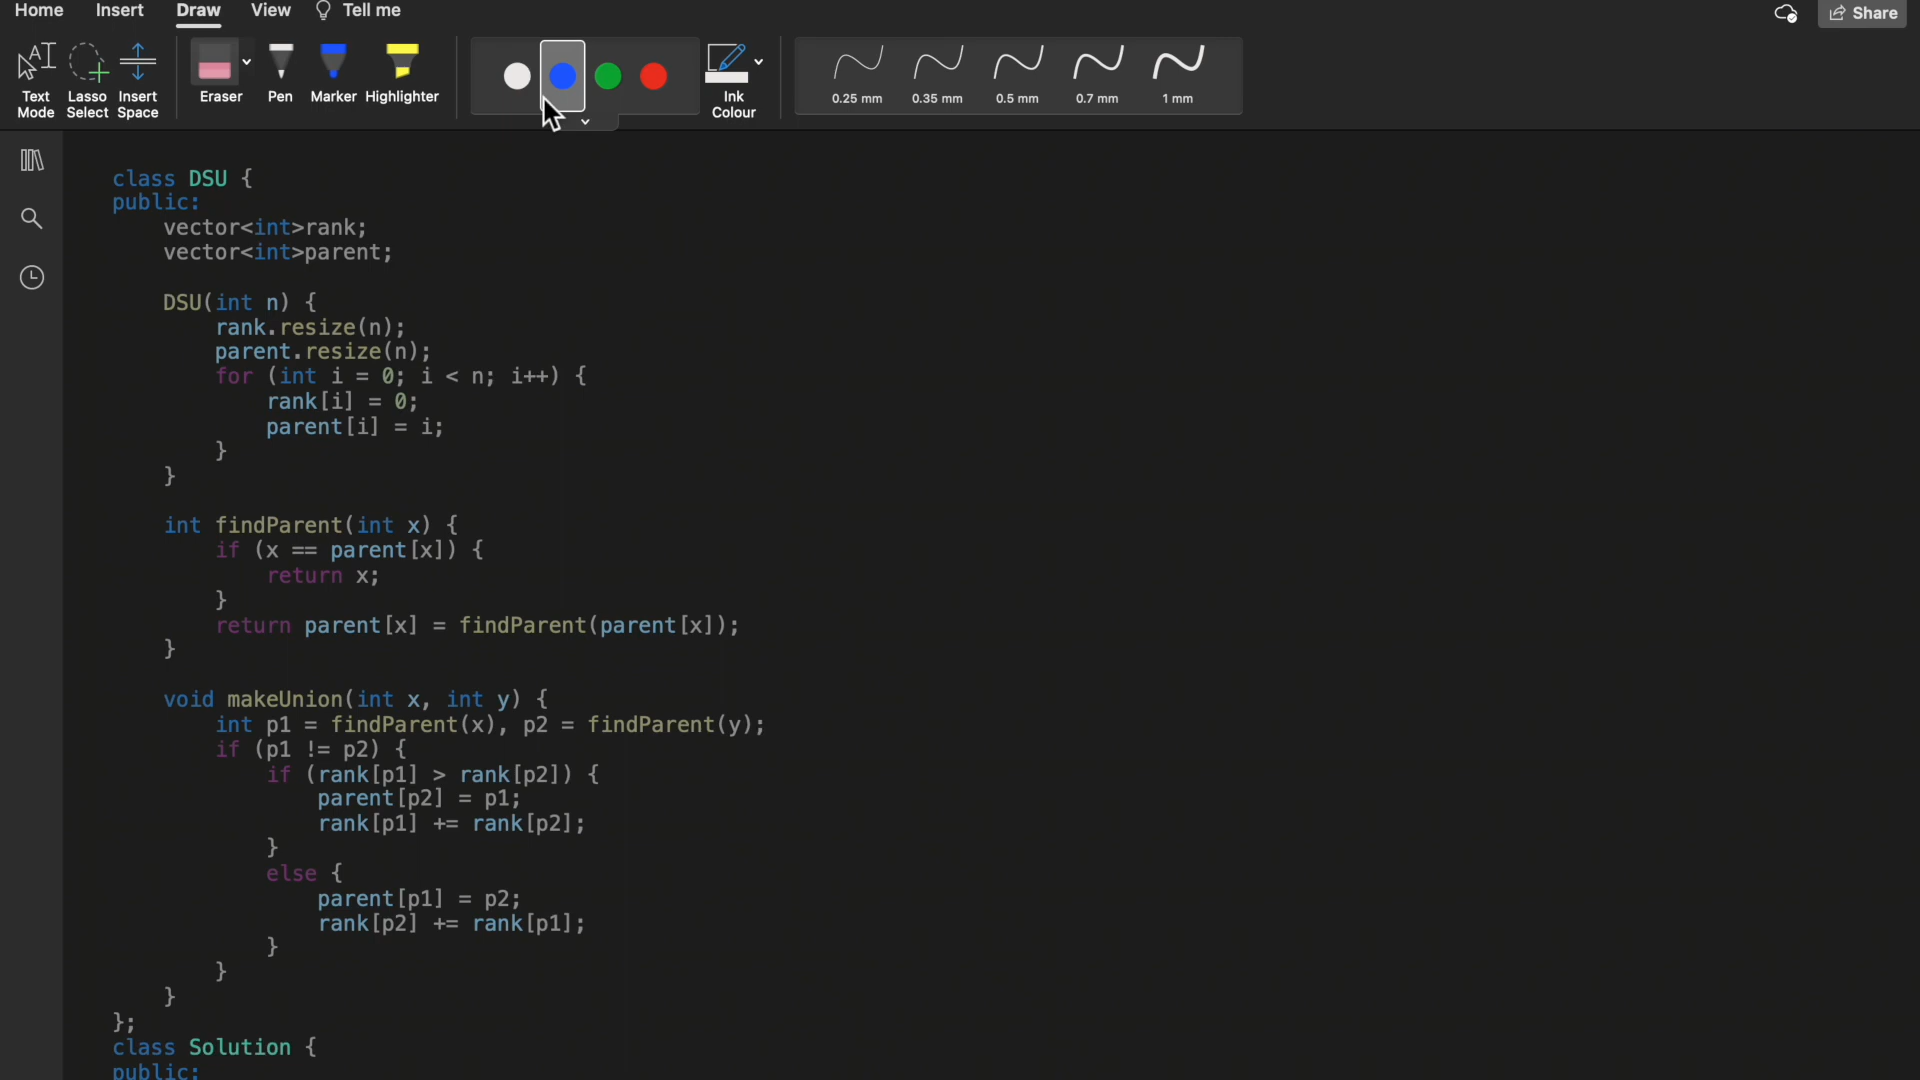 Home Insert Draw View Tell me Share
Text Mode Lasso Select Insert Space Eraser Pen Marker Highlighter Ink Colour 0.25 mm 0.35 mm 0.5 mm 0.7 mm 1 mm
class DSU {
public:
    vector<int>rank;
    vector<int>parent;
    DSU(int n) {
        rank.resize(n);
        parent.resize(n);
        for (int i = 0; i < n; i++) {
            rank[i] = 0;
            parent[i] = i;
        }
    }
    int findParent(int x) {
        if (x == parent[x]) {
            return x;
        }
        return parent[x] = findParent(parent[x]);
    }
    void makeUnion(int x, int y) {
        int p1 = findParent(x), p2 = findParent(y);
        if (p1 != p2) {
            if (rank[p1] > rank[p2]) {
                parent[p2] = p1;
                rank[p1] += rank[p2];
            }
            else {
                parent[p1] = p2;
                rank[p2] += rank[p1];
            }
        }
    }
};
class Solution {
public: